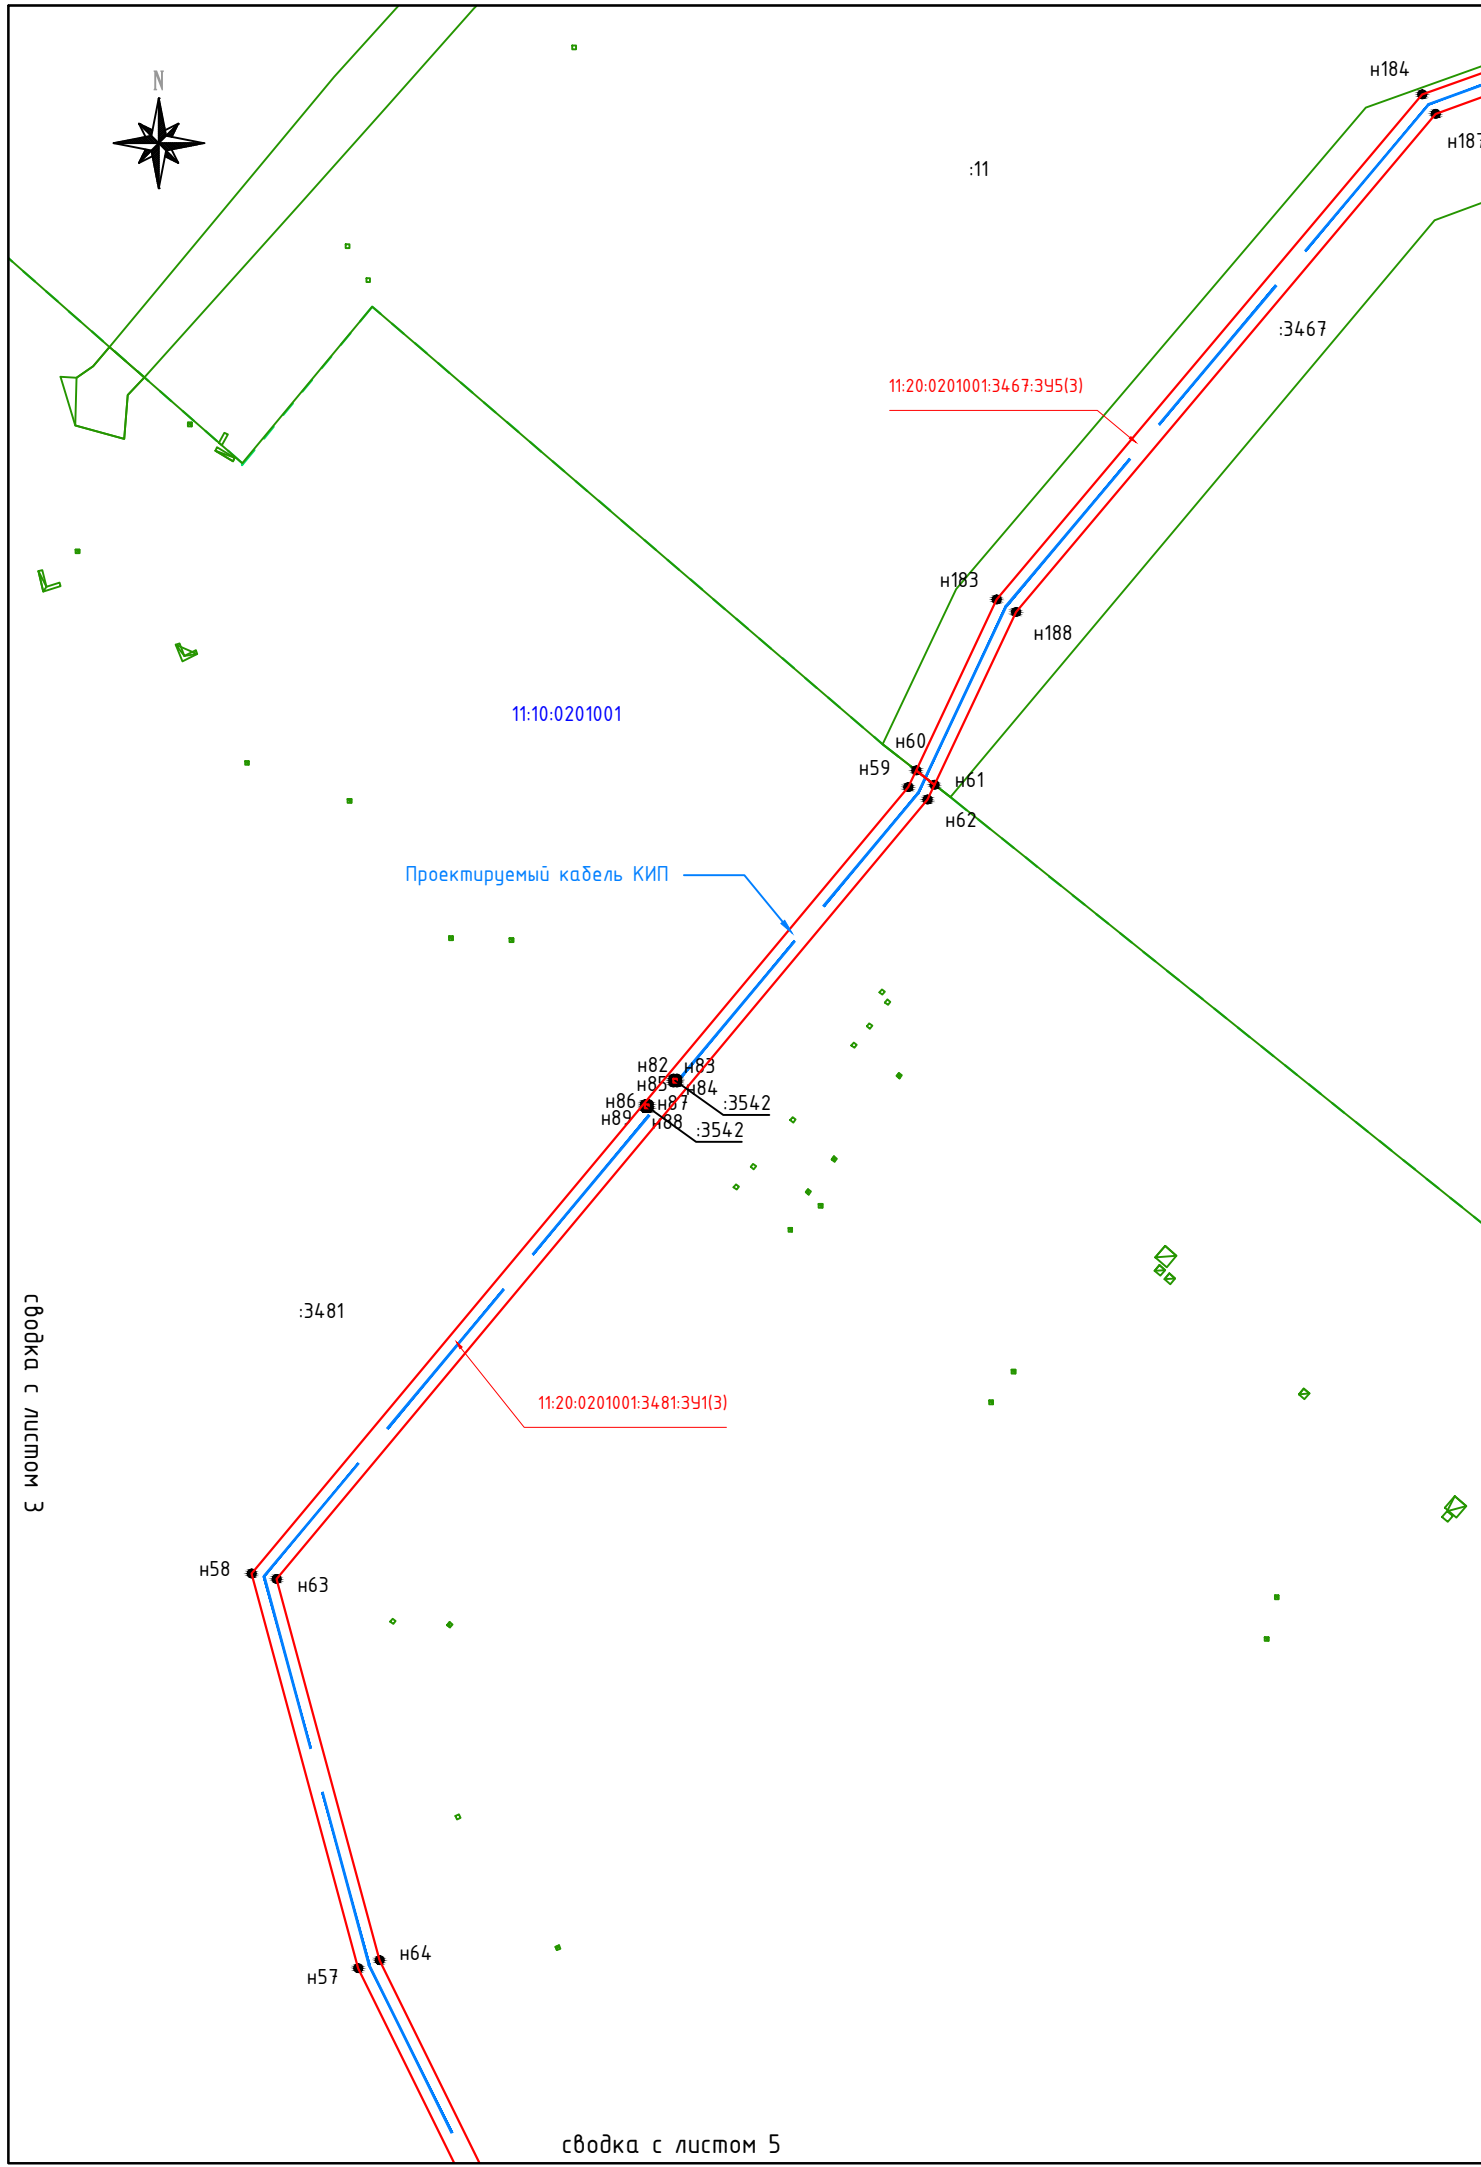 N
н184
н187
:11
:3467
11:20:0201001:3467:ЗУ5(3)
н183
н188
11:10:0201001
н60
н59
н61
н62
Проектируемый кабель КИП
н82
н83
н85
н84
н86
н87
:3542
н89
н88
:3542
:3481
сводка с листом 3
11:20:0201001:3481:ЗУ1(3)
н58
н63
н64
н57
сводка с листом 5